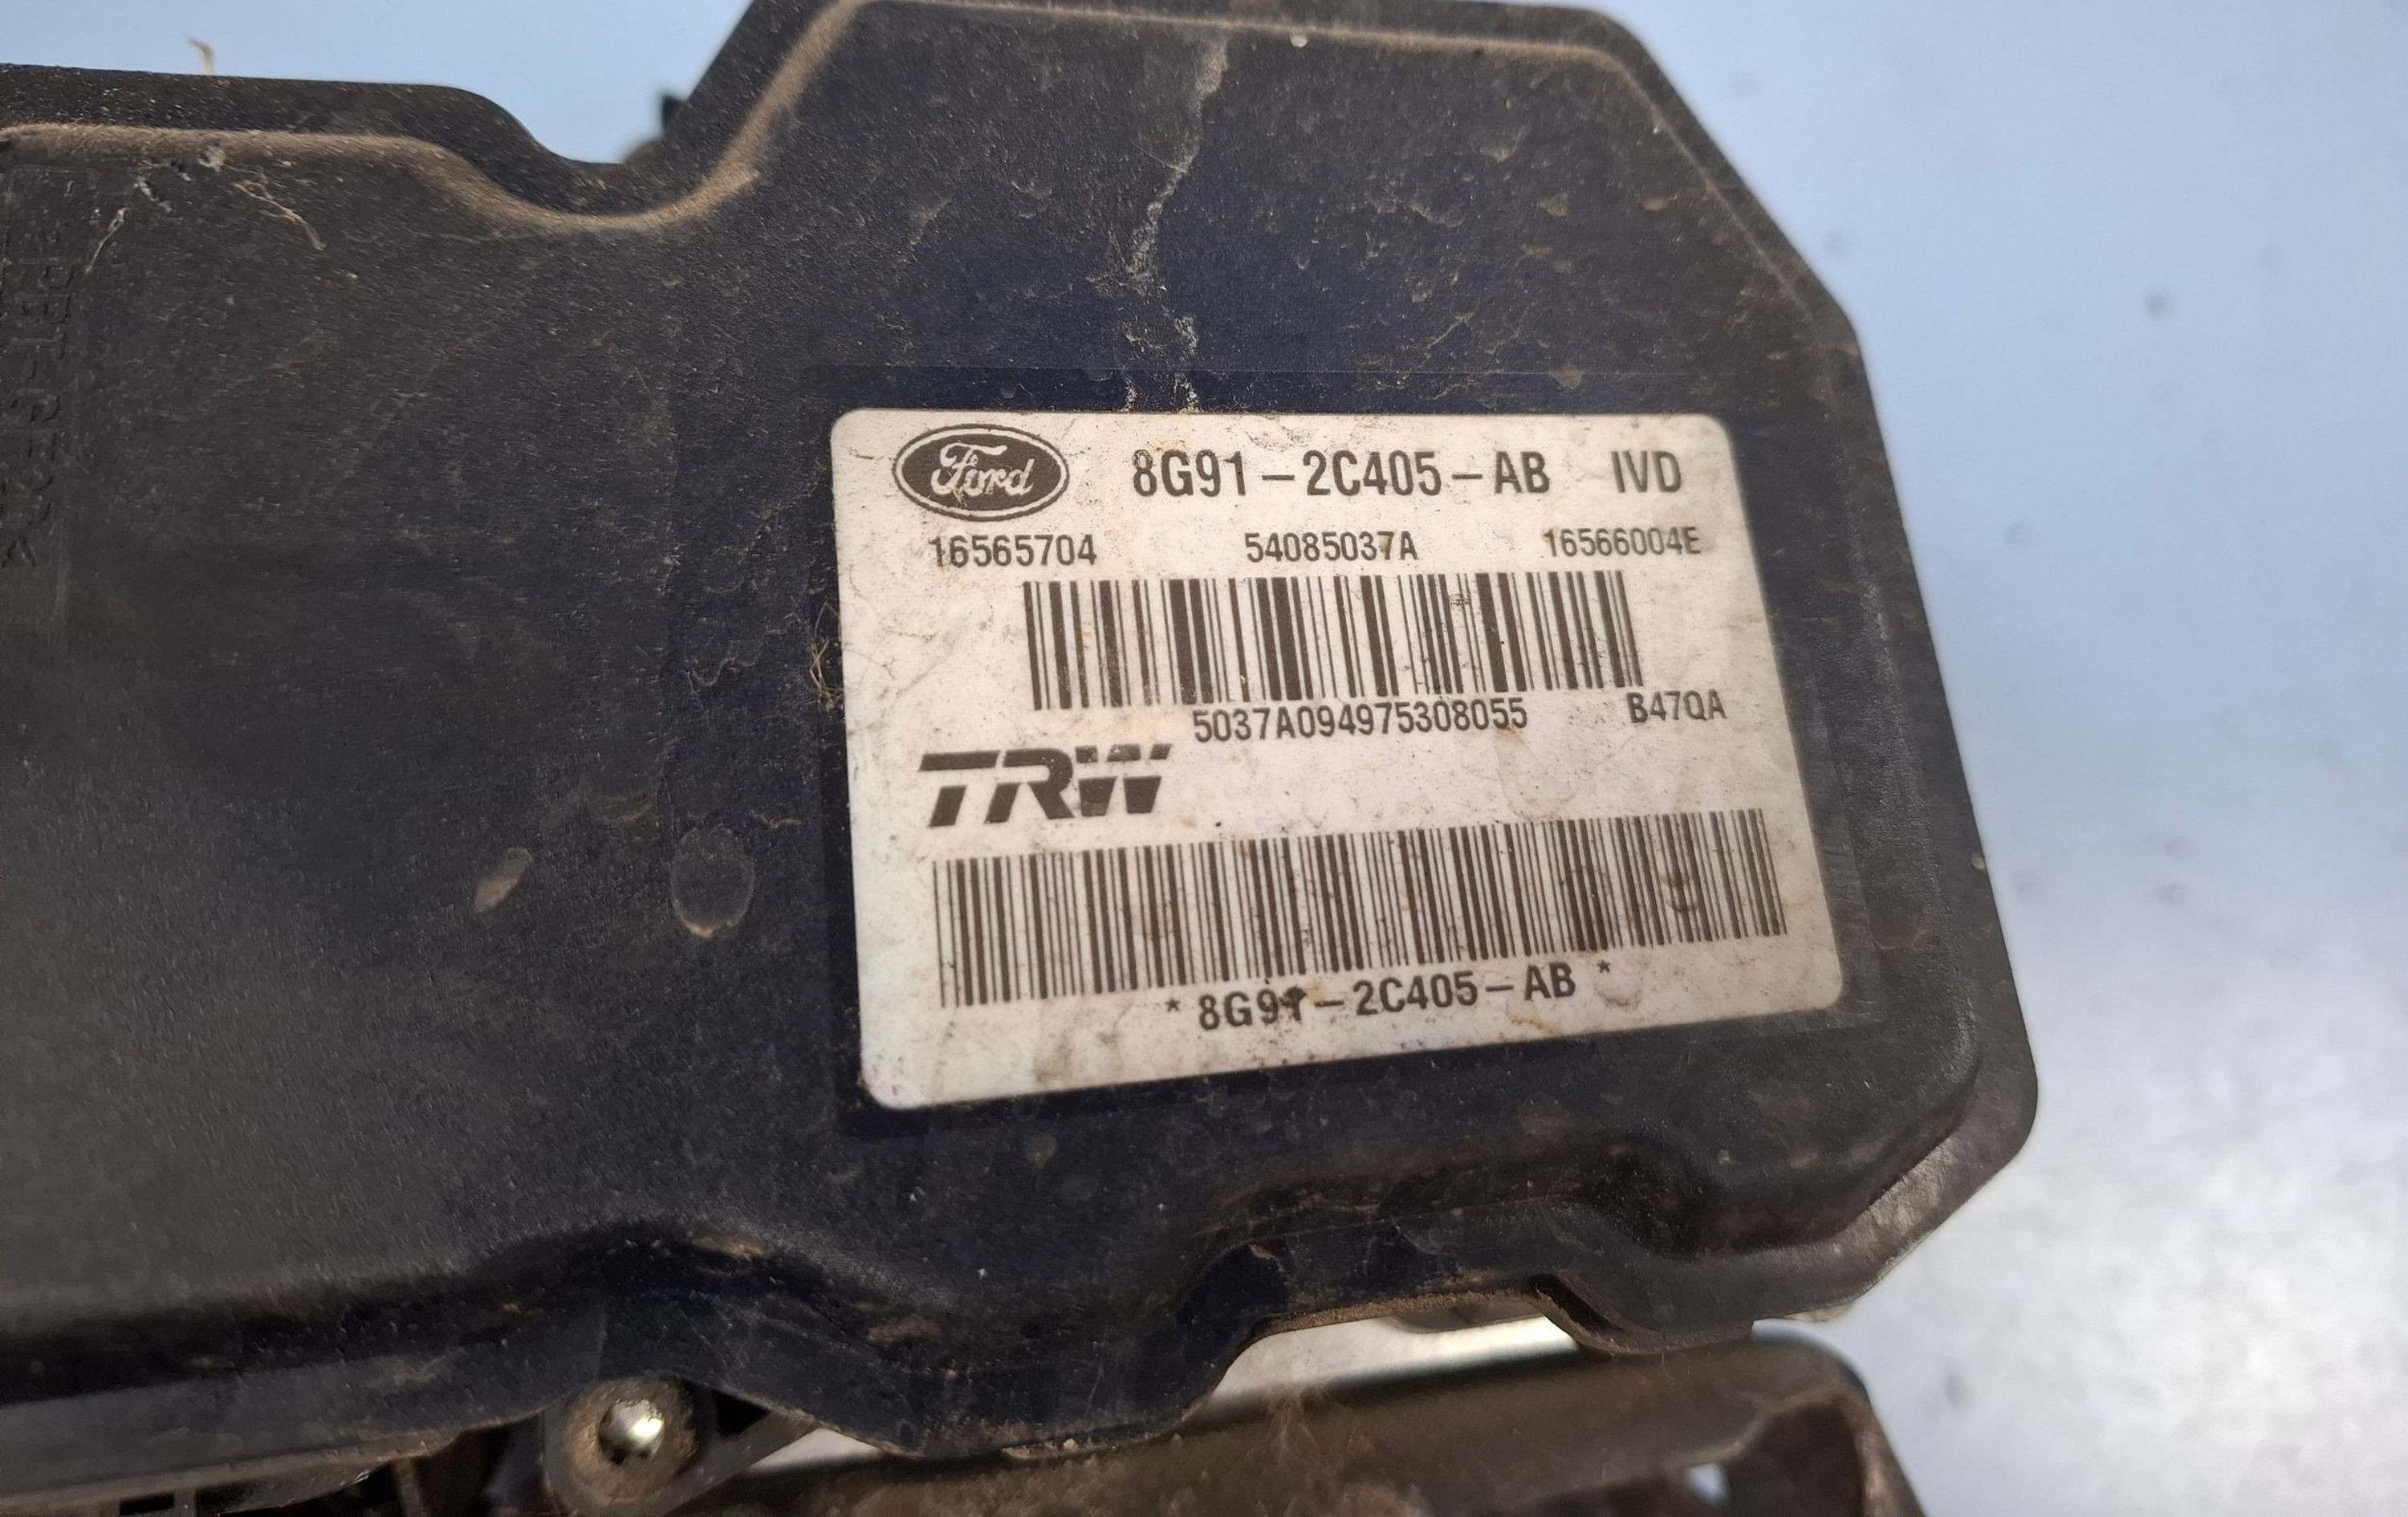 Ford 8G91-2C405-AB IVD
16565704 54085037A 16566004E
5037A094975308055 B47QA
TRW
* 8G91-2C405-AB *